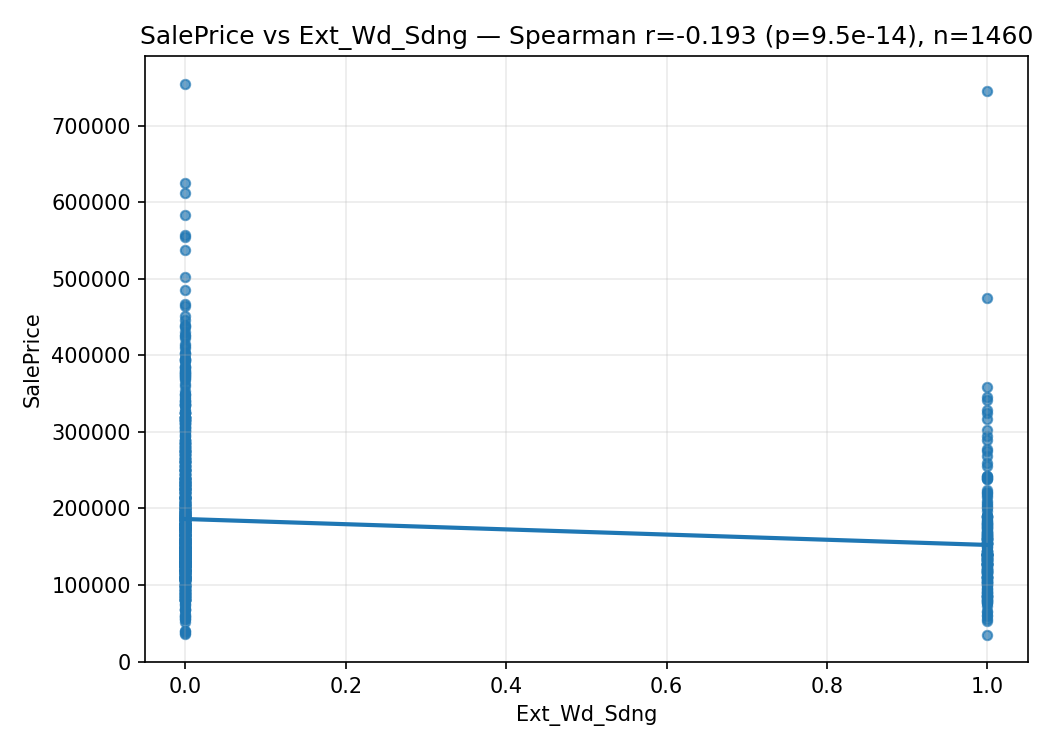 SalePrice vs Ext_Wd_Sdng — Spearman r=-0.193 (p=9.5e-14), n=1460
700000
600000
500000
400000
300000
200000
100000
0
SalePrice
0.0 0.2 0.4 0.6 0.8 1.0
Ext_Wd_Sdng